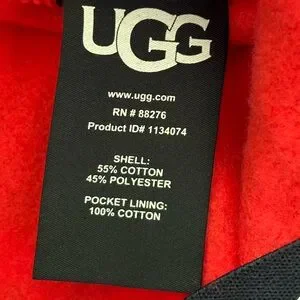 UGG
www.ugg.com
RN # 88276
Product ID# 1134074
SHELL:
55% COTTON
45% POLYESTER
POCKET LINING:
100% COTTON